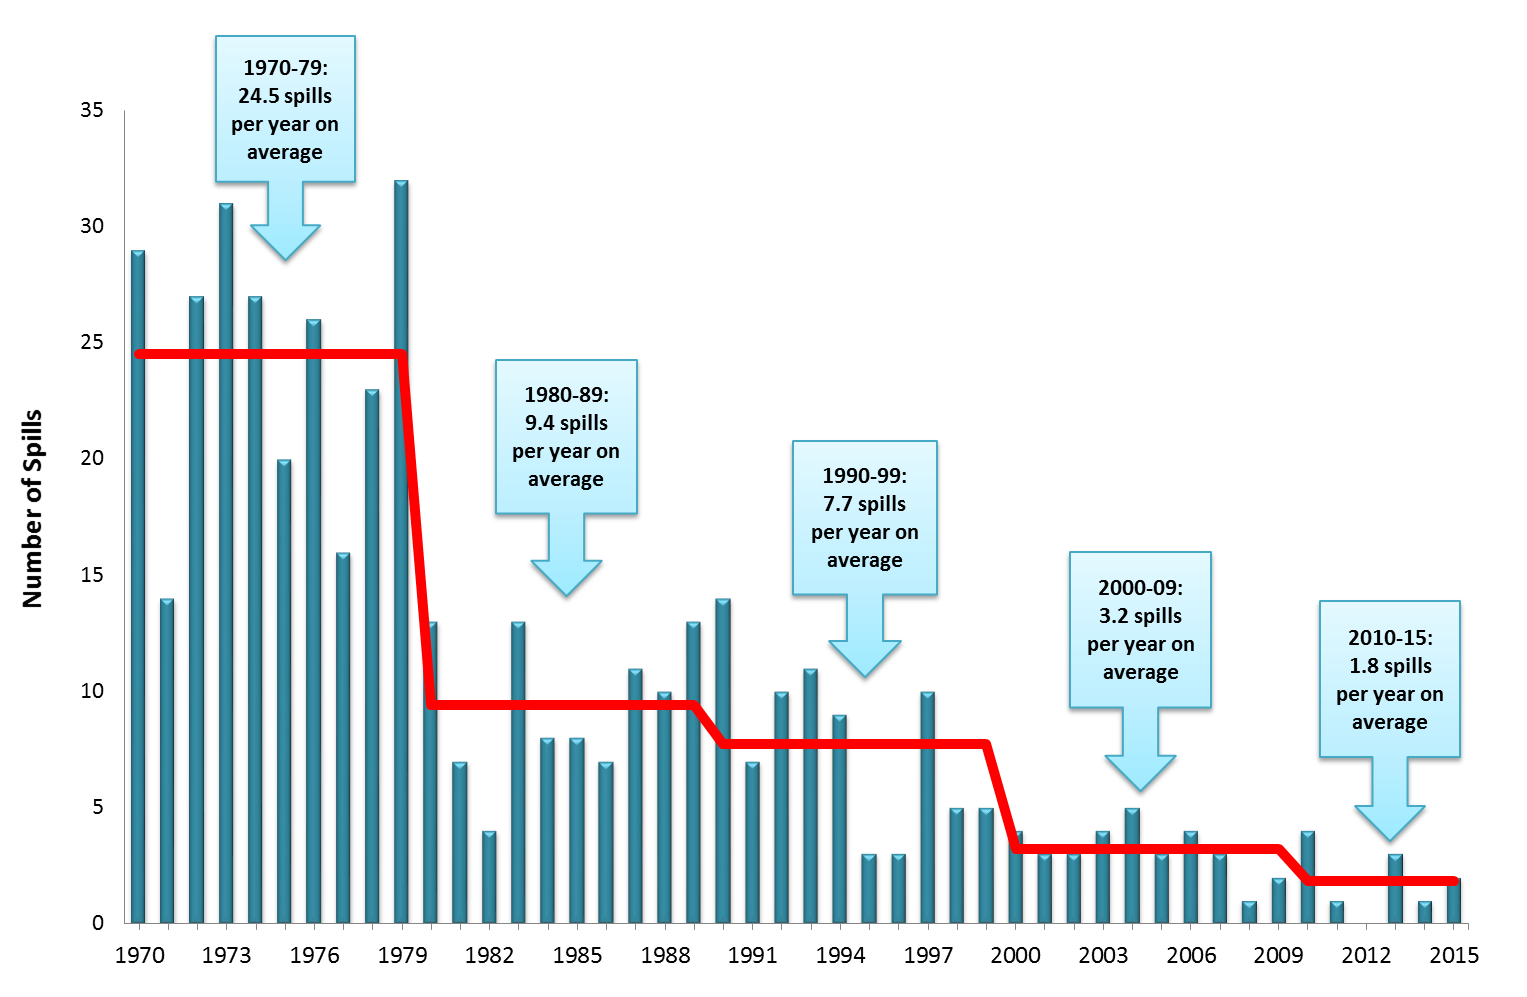 1970-79:
24.5 spills
per year on
average
1980-89:
9.4 spills
per year on
average
1990-99:
7.7 spills
per year on
average
2000-09:
3.2 spills
per year on
average
2010-15:
1.8 spills
per year on
average
Number of Spills
35
30
25
20
15
10
5
0
1970 1973 1976 1979 1982 1985 1988 1991 1994 1997 2000 2003 2006 2009 2012 2015